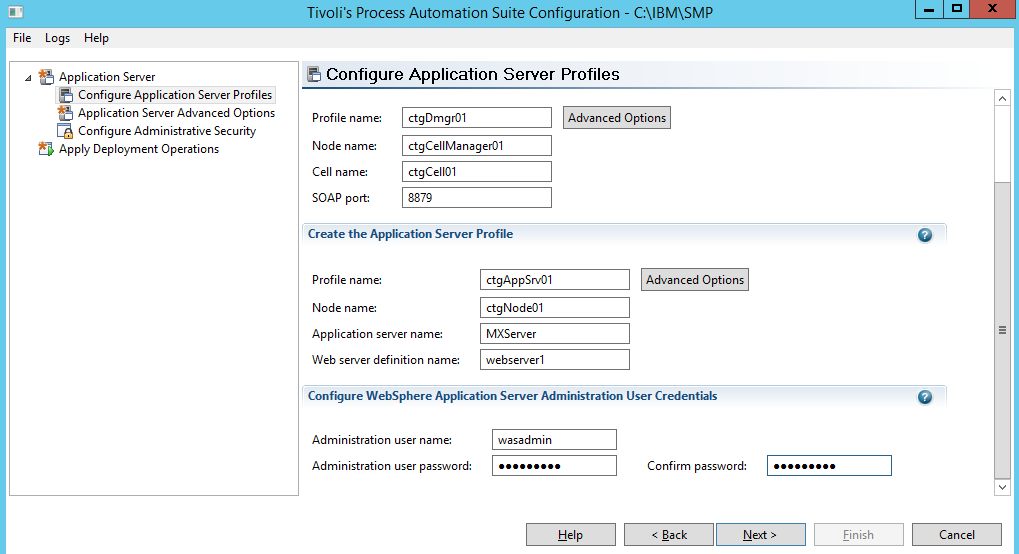 Tivoli's Process Automation Suite Configuration - C:\IBM\SMP
File Logs Help
Application Server
Configure Application Server Profiles
Application Server Advanced Options
Configure Administrative Security
Apply Deployment Operations
Configure Application Server Profiles
Profile name: ctgDmgr01 Advanced Options
Node name: ctgCellManager01
Cell name: ctgCell01
SOAP port: 8879
Create the Application Server Profile ?
Profile name: ctgAppSrv01 Advanced Options
Node name: ctgNode01
Application server name: MXServer
Web server definition name: webserver1
Configure WebSphere Application Server Administration User Credentials ?
Administration user name: wasadmin
Administration user password: ●●●●●●●●● Confirm password: ●●●●●●●●●
Help < Back Next > Finish Cancel